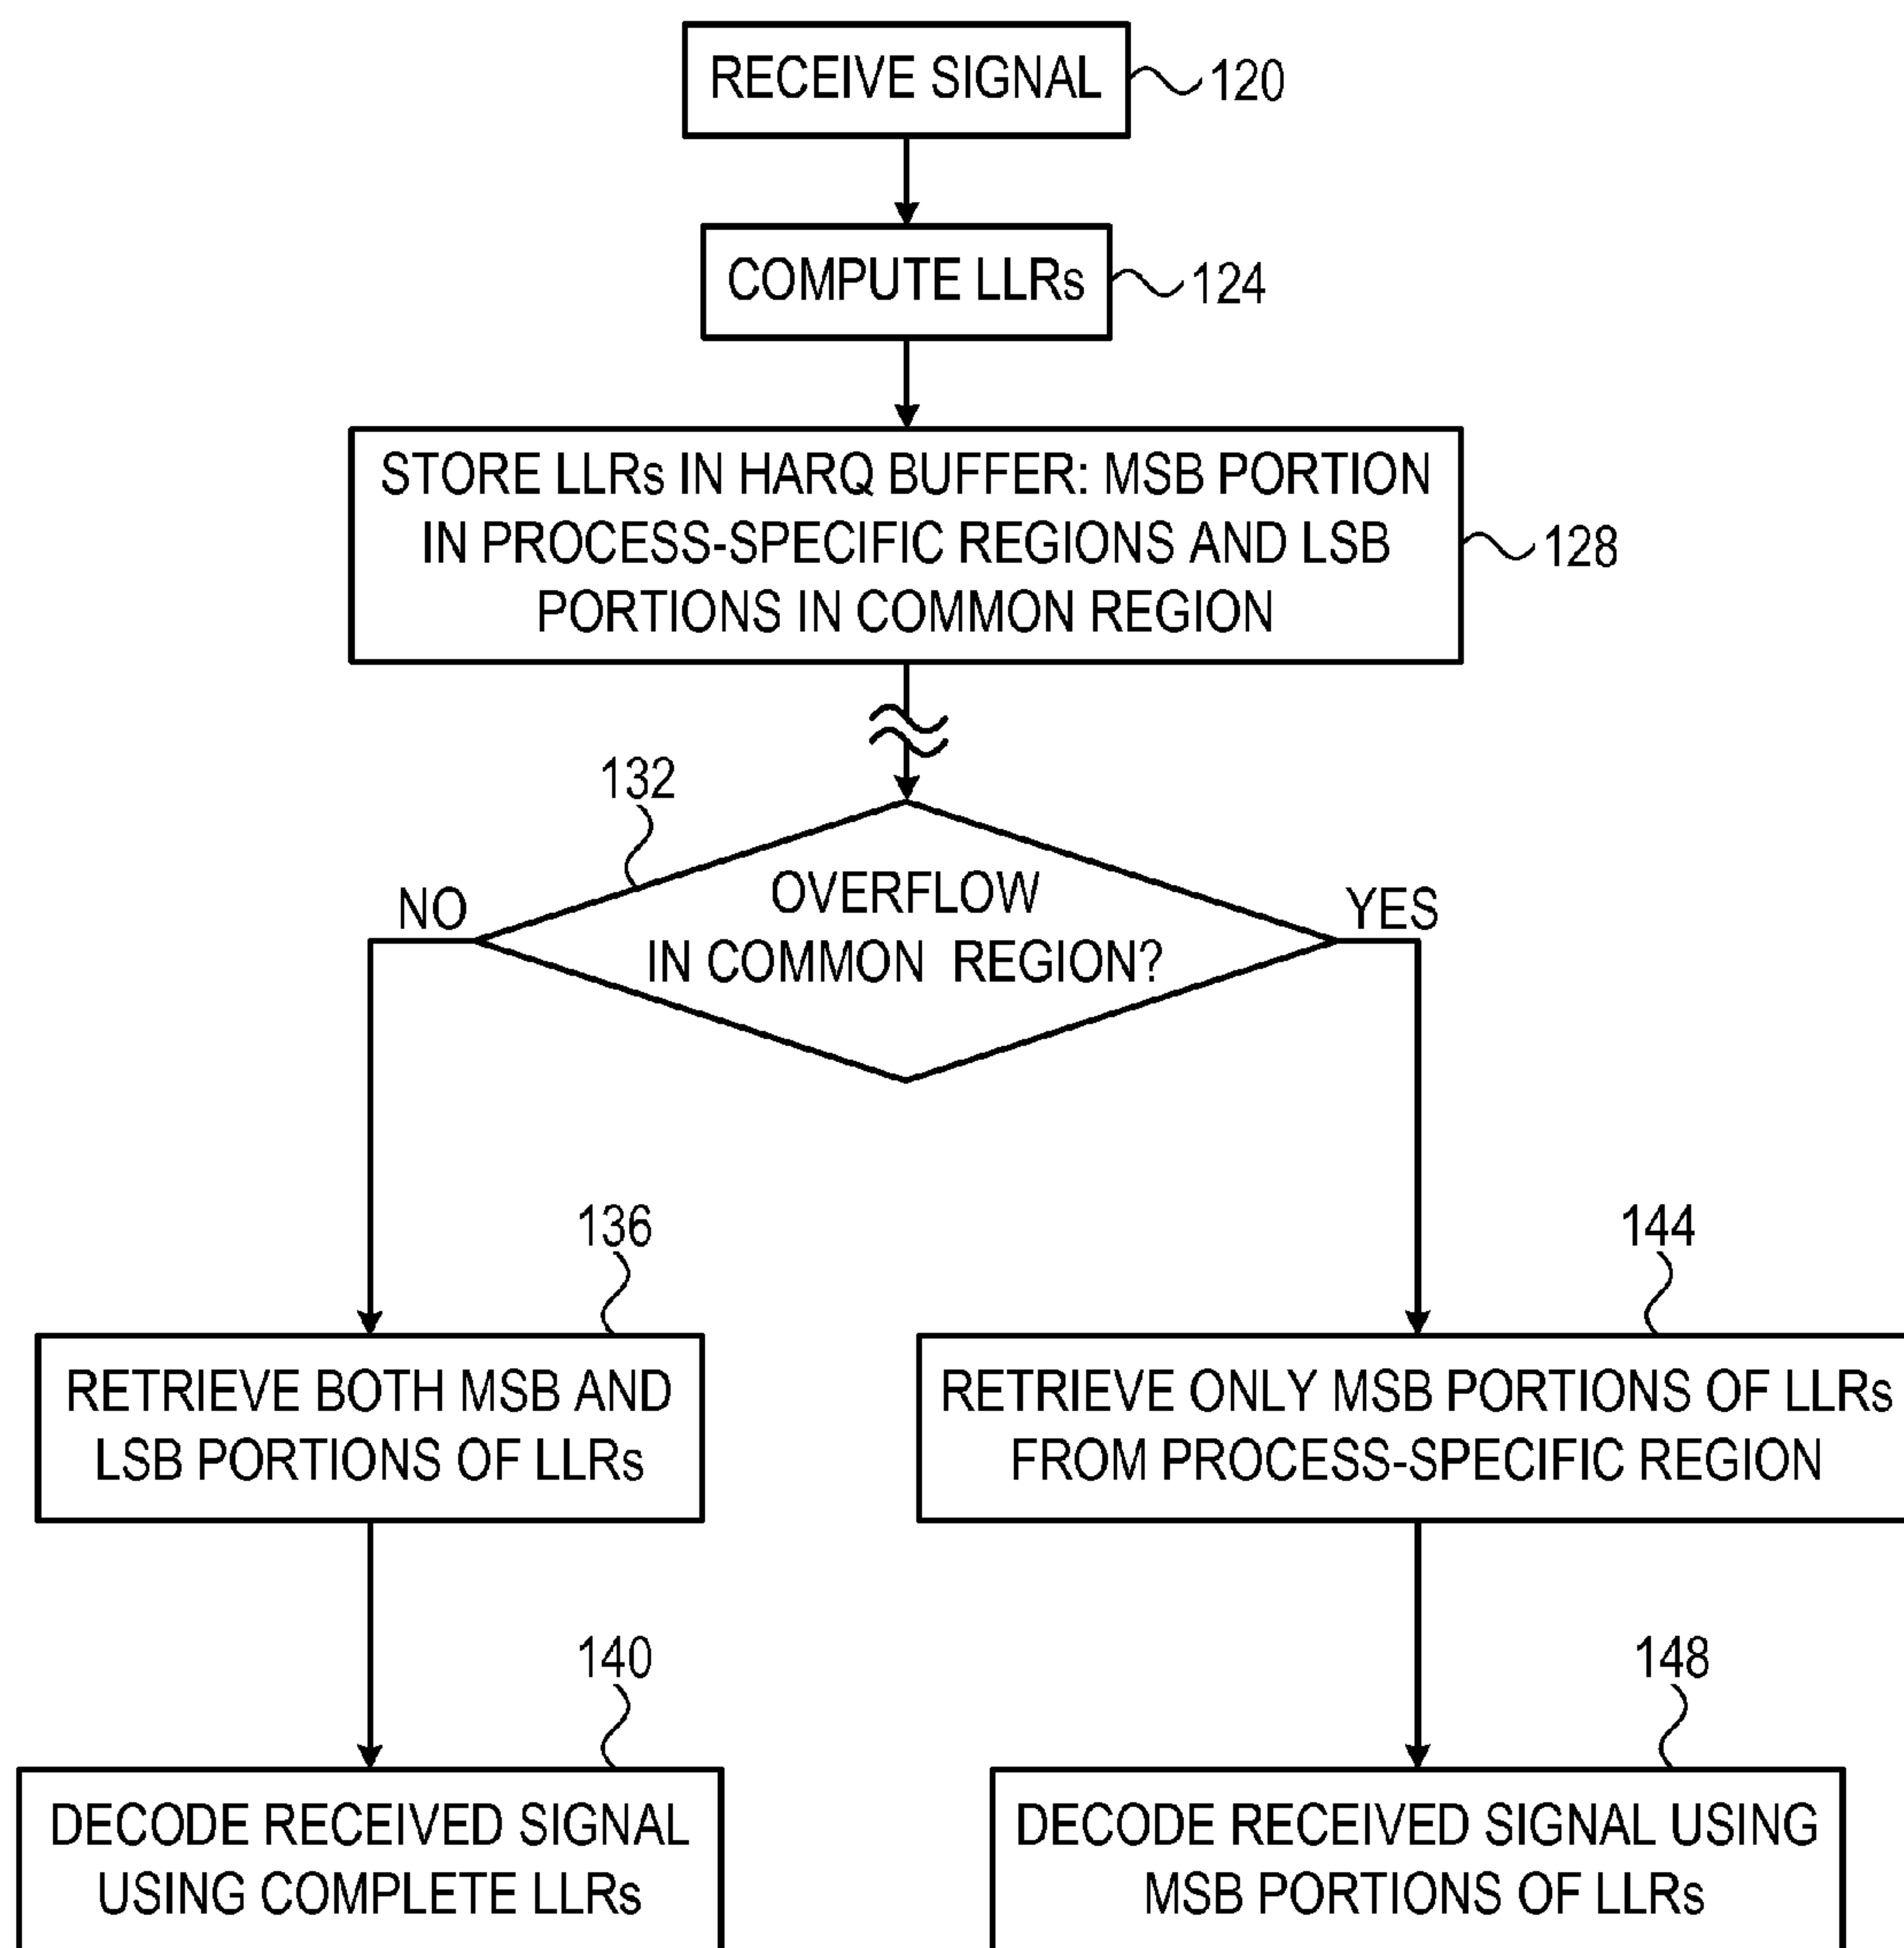 RECEIVE SIGNAL
120
COMPUTE LLRs
124
STORE LLRs IN HARQ BUFFER: MSB PORTION
IN PROCESS-SPECIFIC REGIONS AND LSB
PORTIONS IN COMMON REGION
128
132
NO
OVERFLOW
IN COMMON REGION?
YES
136
RETRIEVE BOTH MSB AND
LSB PORTIONS OF LLRs
144
RETRIEVE ONLY MSB PORTIONS OF LLRs
FROM PROCESS-SPECIFIC REGION
140
DECODE RECEIVED SIGNAL
USING COMPLETE LLRs
148
DECODE RECEIVED SIGNAL USING
MSB PORTIONS OF LLRs